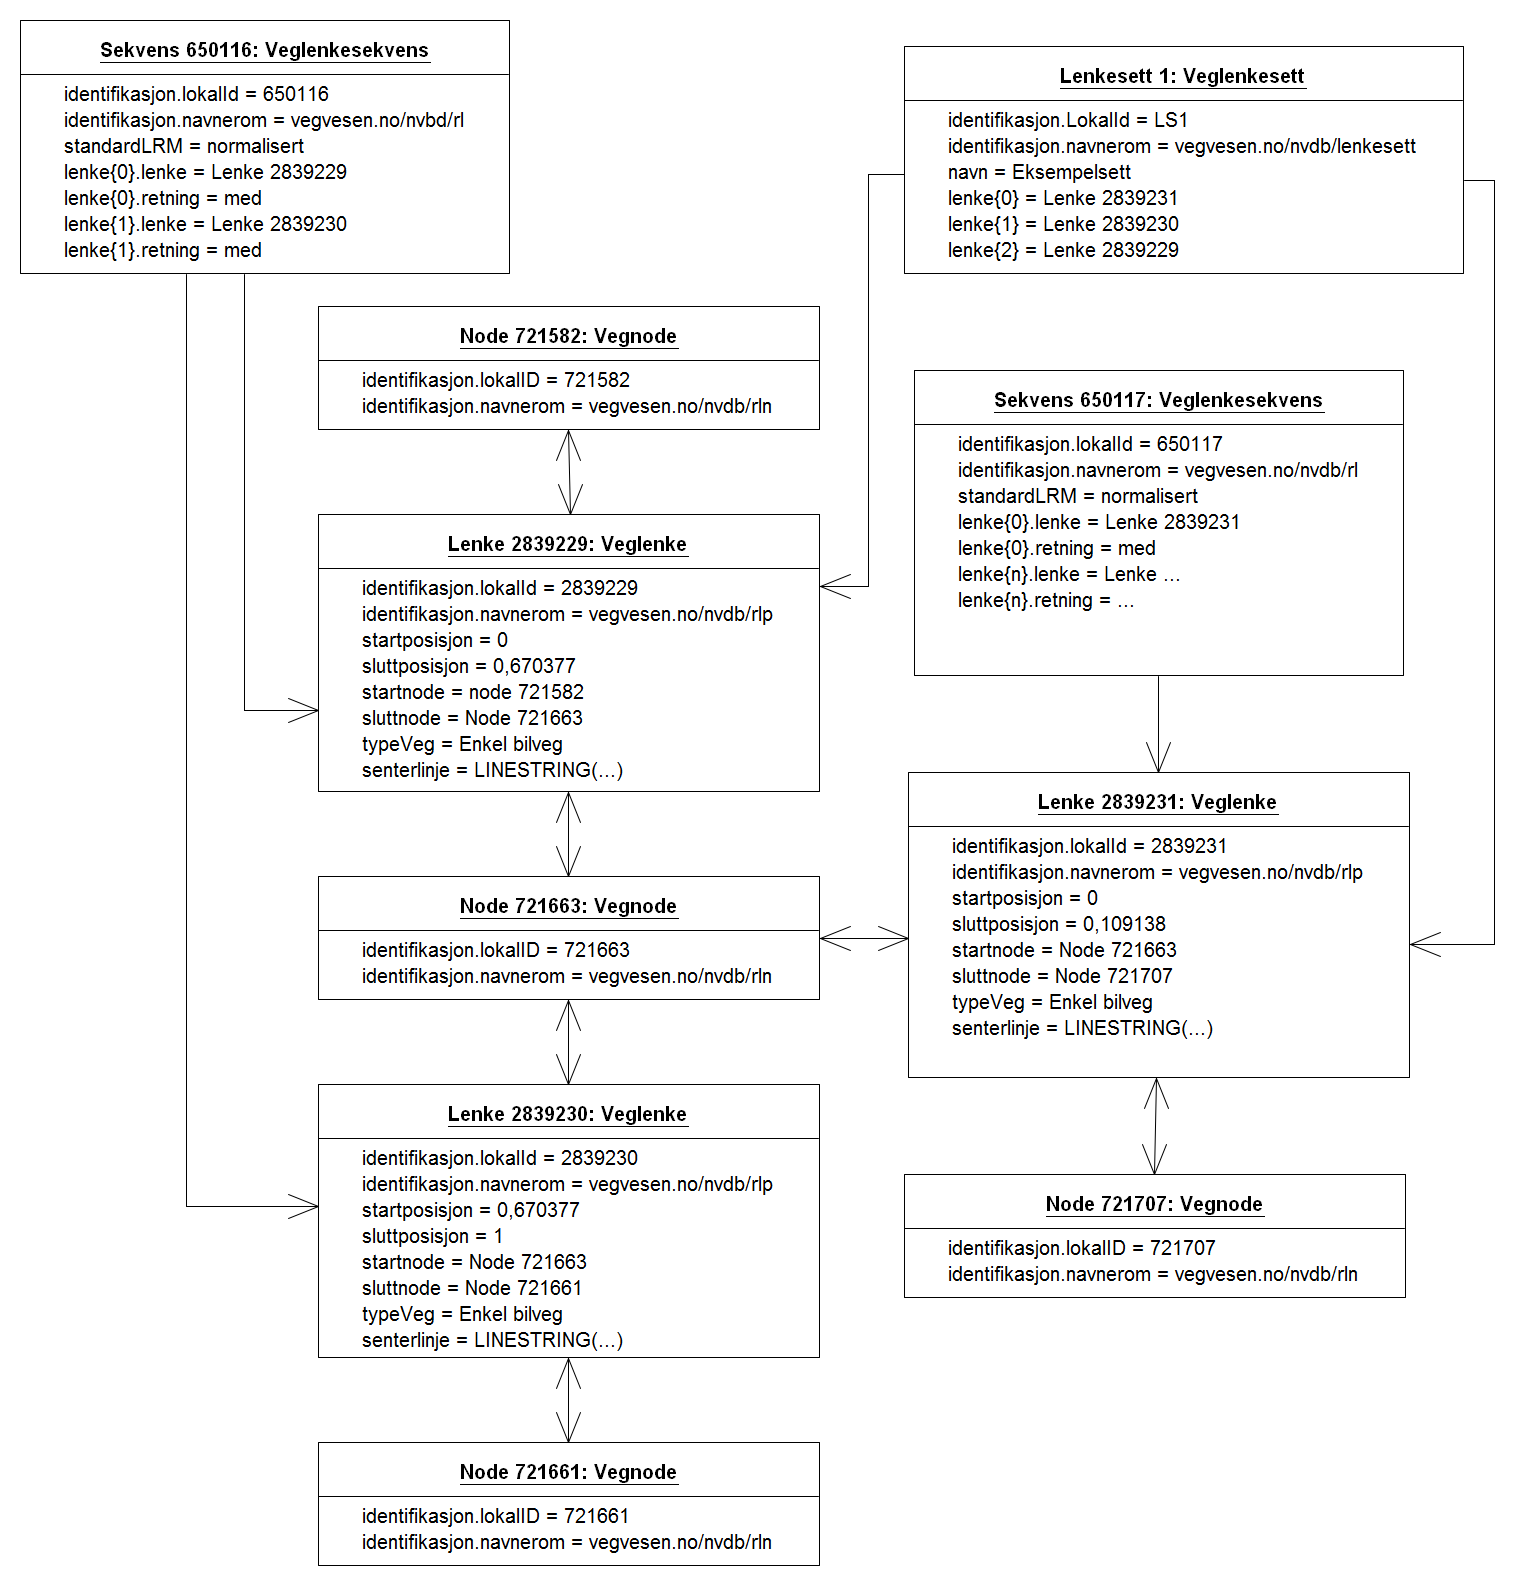 Sekvens 650116: Veglenkesekvens
identifikasjon.lokalId = 650116
identifikasjon.navnerom = vegvesen.no/nvbd/rl
standardLRM = normalisert
lenke{0}.lenke = Lenke 2839229
lenke{0}.retning = med
lenke{1}.lenke = Lenke 2839230
lenke{1}.retning = med
Lenkesett 1: Veglenkesett
identifikasjon.LokalId = LS1
identifikasjon.navnerom = vegvesen.no/nvdb/lenkesett
navn = Eksempelsett
lenke{0} = Lenke 2839231
lenke{1} = Lenke 2839230
lenke{2} = Lenke 2839229
Node 721582: Vegnode
identifikasjon.lokalID = 721582
identifikasjon.navnerom = vegvesen.no/nvdb/rln
Sekvens 650117: Veglenkesekvens
identifikasjon.lokalId = 650117
identifikasjon.navnerom = vegvesen.no/nvdb/rl
standardLRM = normalisert
lenke{0}.lenke = Lenke 2839231
lenke{0}.retning = med
lenke{n}.lenke = Lenke ...
lenke{n}.retning = ...
Lenke 2839229: Veglenke
identifikasjon.lokalId = 2839229
identifikasjon.navnerom = vegvesen.no/nvdb/rlp
startposisjon = 0
sluttposisjon = 0,670377
startnode = node 721582
sluttnode = Node 721663
typeVeg = Enkel bilveg
senterlinje = LINESTRING(...)
Lenke 2839231: Veglenke
identifikasjon.lokalId = 2839231
identifikasjon.navnerom = vegvesen.no/nvdb/rlp
startposisjon = 0
sluttposisjon = 0,109138
startnode = Node 721663
sluttnode = Node 721707
typeVeg = Enkel bilveg
senterlinje = LINESTRING(...)
Node 721663: Vegnode
identifikasjon.lokalID = 721663
identifikasjon.navnerom = vegvesen.no/nvdb/rln
Lenke 2839230: Veglenke
identifikasjon.lokalId = 2839230
identifikasjon.navnerom = vegvesen.no/nvdb/rlp
startposisjon = 0,670377
sluttposisjon = 1
startnode = Node 721663
sluttnode = Node 721661
typeVeg = Enkel bilveg
senterlinje = LINESTRING(...)
Node 721707: Vegnode
identifikasjon.lokalID = 721707
identifikasjon.navnerom = vegvesen.no/nvdb/rln
Node 721661: Vegnode
identifikasjon.lokalID = 721661
identifikasjon.navnerom = vegvesen.no/nvdb/rln